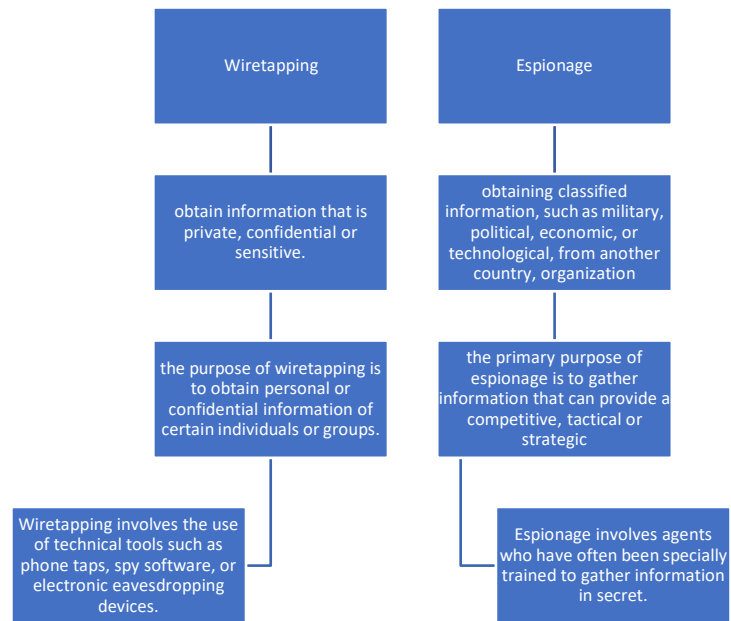 Wiretapping
Espionage
obtain information that is
private, confidential or
sensitive.
obtaining classified
information, such as military,
political, economic, or
technological, from another
country, organization
the purpose of wiretapping is
to obtain personal or
confidential information of
certain individuals or groups.
the primary purpose of
espionage is to gather
information that can provide a
competitive, tactical or
strategic
Wiretapping involves the use
of technical tools such as
phone taps, spy software, or
electronic eavesdropping
devices.
Espionage involves agents
who have often been specially
trained to gather information
in secret.